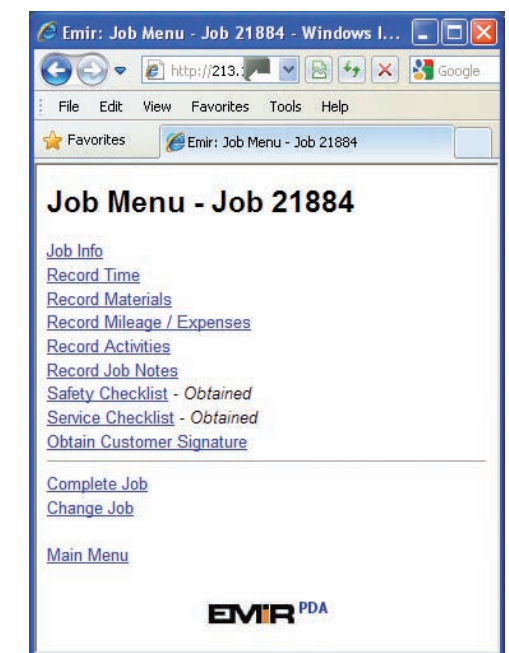 Emir: Job Menu - Job 21884 - Windows I...
http://213.
Google
File Edit View Favorites Tools Help
Favorites
Emir: Job Menu - Job 21884
Job Menu - Job 21884
Job Info
Record Time
Record Materials
Record Mileage / Expenses
Record Activities
Record Job Notes
Safety Checklist - Obtained
Service Checklist - Obtained
Obtain Customer Signature
Complete Job
Change Job
Main Menu
EMiR PDA